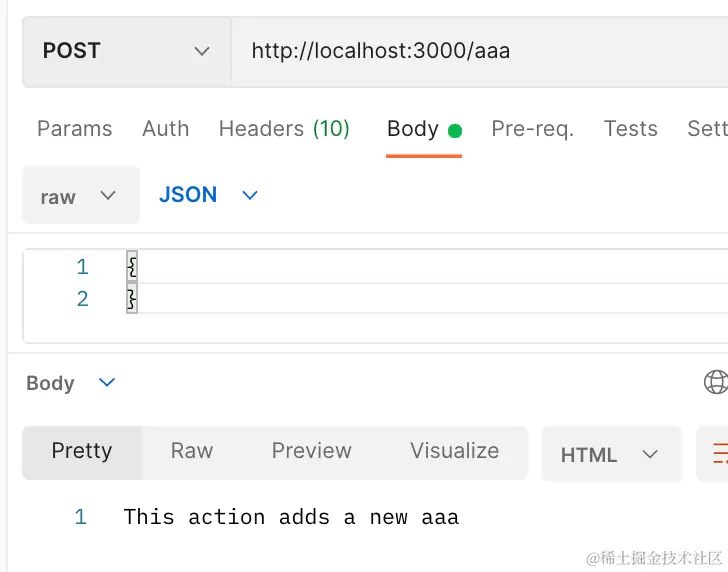 POST http://localhost:3000/aaa
Params Auth Headers (10) Body Pre-req. Tests Sett
raw JSON
1 {
2 }
Body
Pretty Raw Preview Visualize HTML
1 This action adds a new aaa
@稀土掘金技术社区